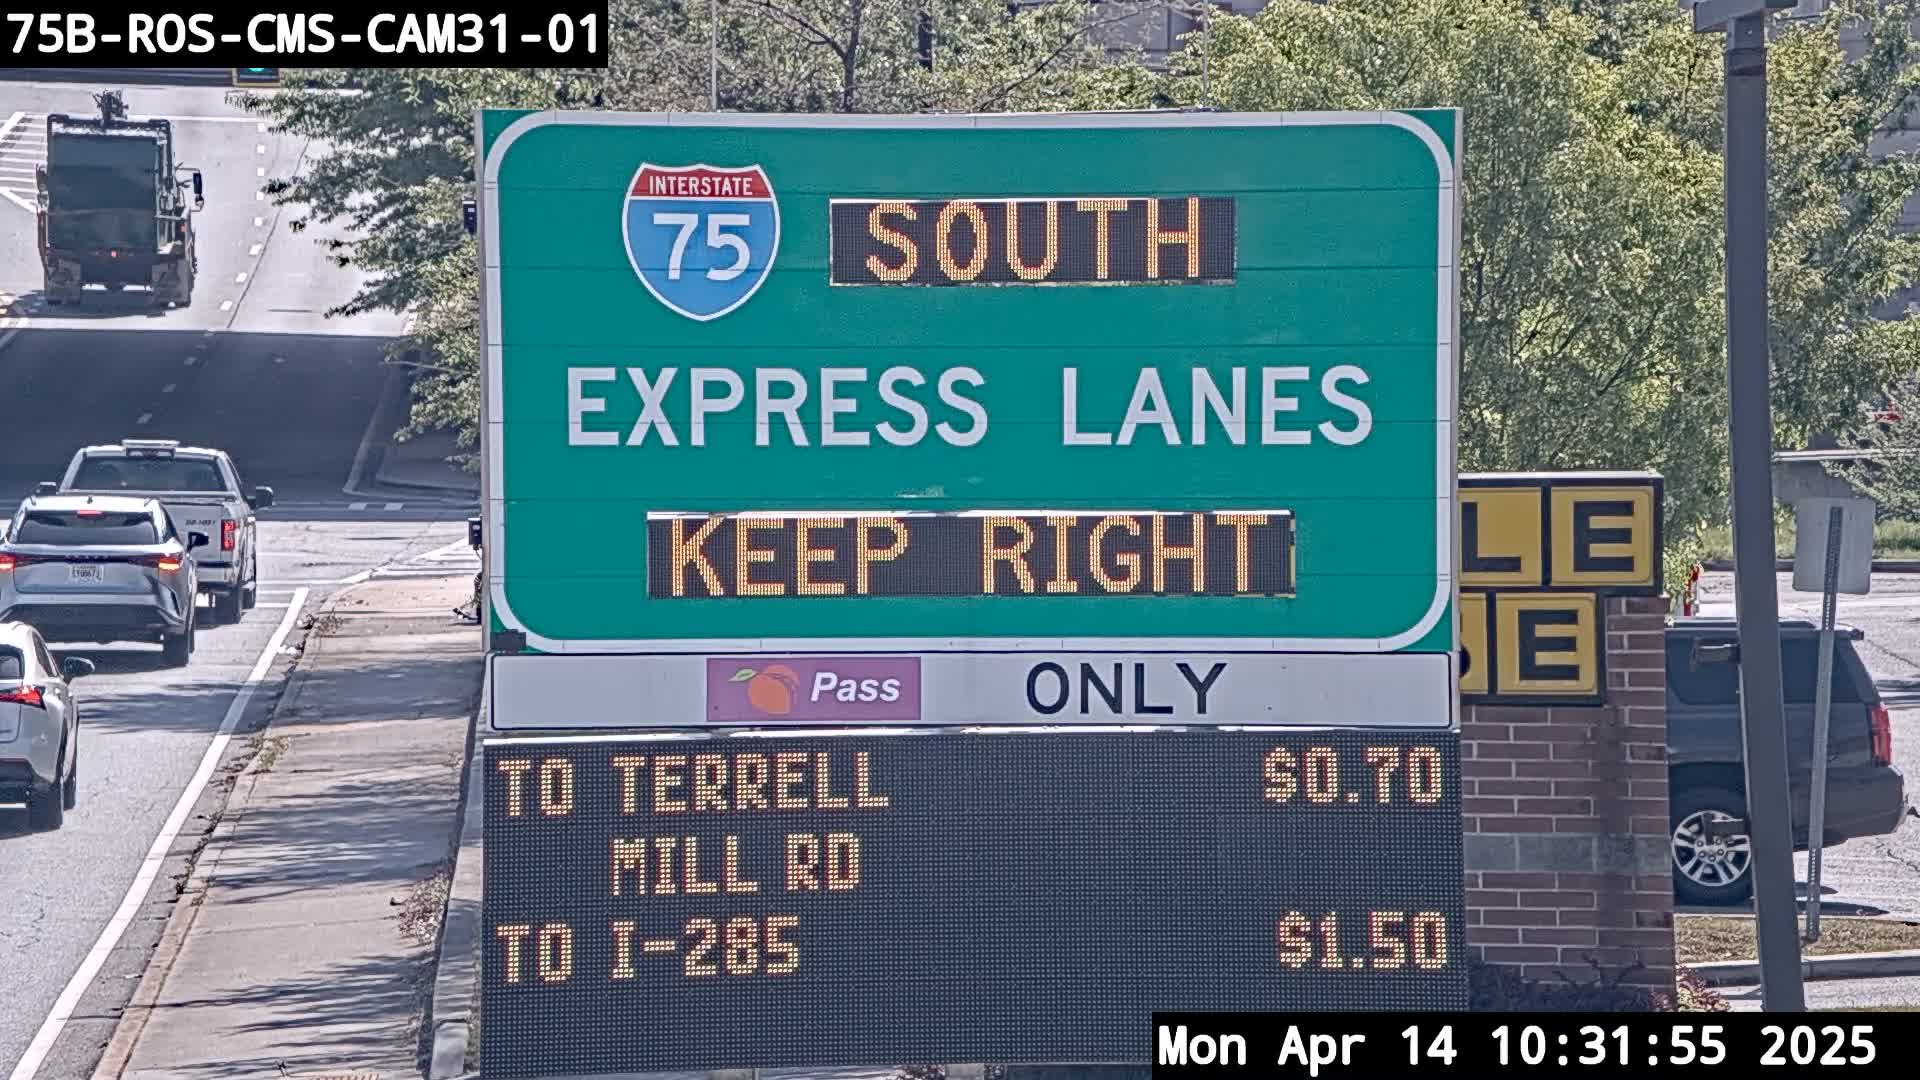 75B-ROS-CMS-CAM31-01
INTERSTATE
75
SOUTH
EXPRESS LANES
KEEP RIGHT
Pass ONLY
TO TERRELL $0.70
MILL RD
TO I-285 $1.50
LE
E
Mon Apr 14 10:31:55 2025